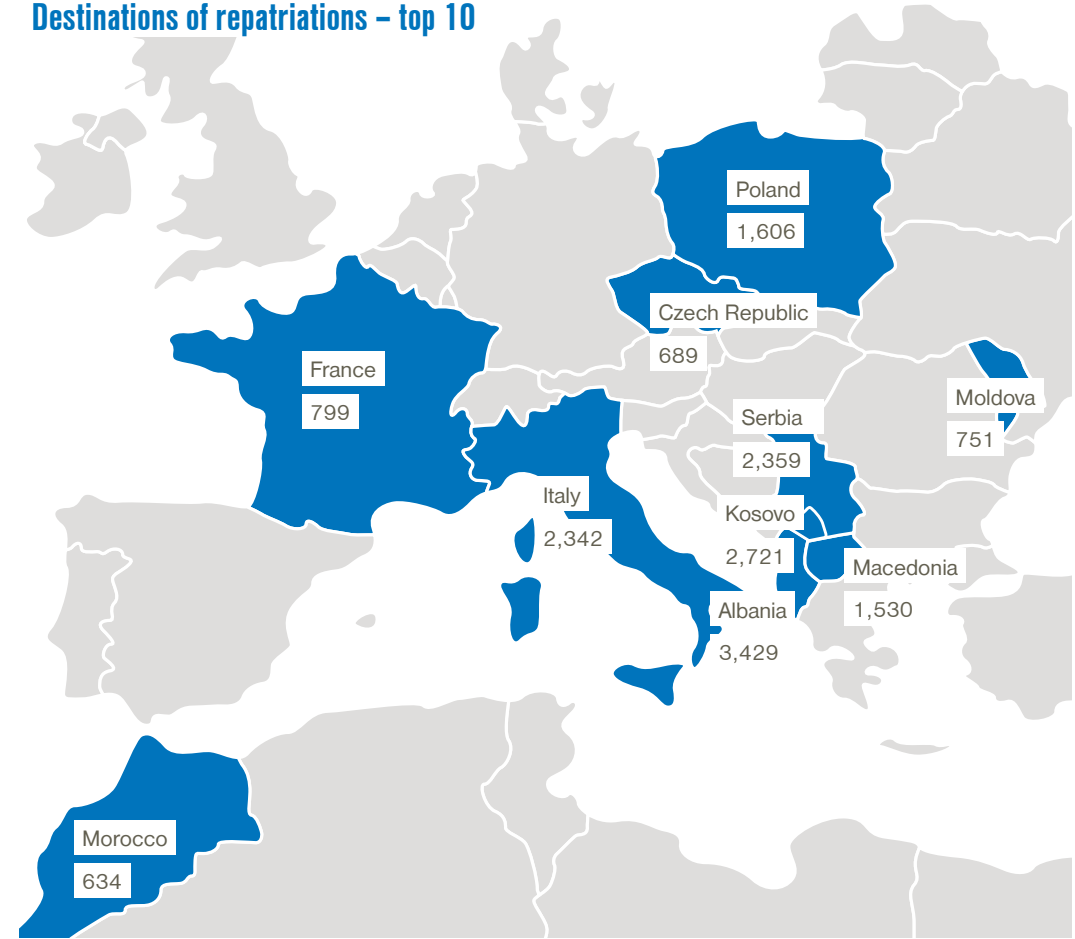 Destinations of repatriations – top 10
Poland
1,606
Czech Republic
689
France
799
Moldova
751
Serbia
2,359
Italy
2,342
Kosovo
2,721
Macedonia
1,530
Albania
3,429
Morocco
634